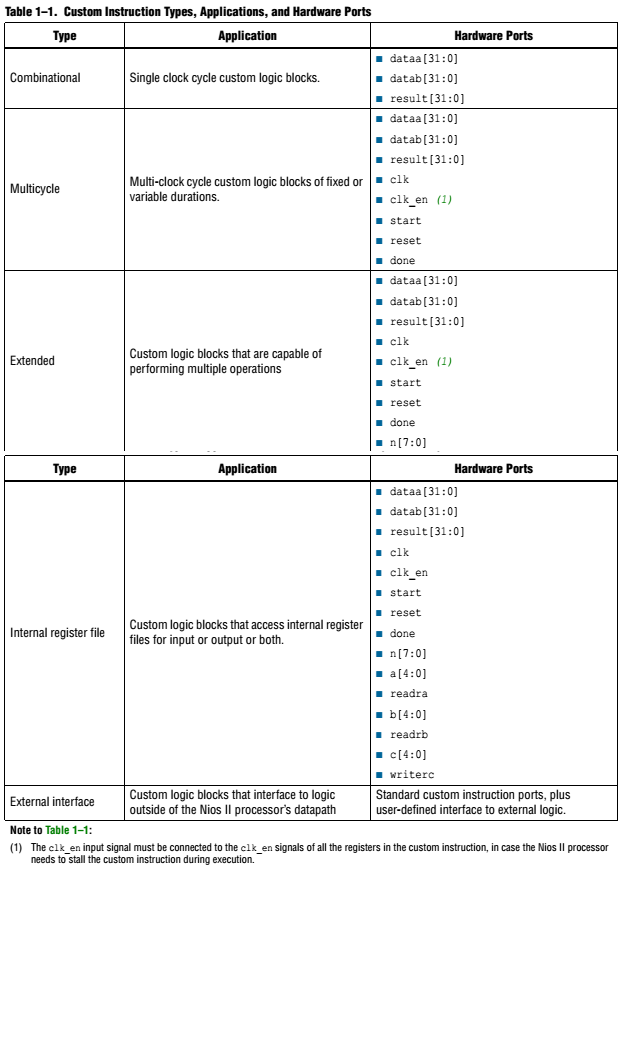 Table 1–1. Custom Instruction Types, Applications, and Hardware Ports
Type Application Hardware Ports
Combinational
Single clock cycle custom logic blocks.
■ dataa[31:0]
■ datab[31:0]
■ result[31:0]
Multicycle
Multi-clock cycle custom logic blocks of fixed or
variable durations.
■ dataa[31:0]
■ datab[31:0]
■ result[31:0]
■ clk
■ clk_en (1)
■ start
■ reset
■ done
Extended
Custom logic blocks that are capable of
performing multiple operations
■ dataa[31:0]
■ datab[31:0]
■ result[31:0]
■ clk
■ clk_en (1)
■ start
■ reset
■ done
■ n[7:0]
Type Application Hardware Ports
Internal register file
Custom logic blocks that access internal register
files for input or output or both.
■ dataa[31:0]
■ datab[31:0]
■ result[31:0]
■ clk
■ clk_en
■ start
■ reset
■ done
■ n[7:0]
■ a[4:0]
■ readra
■ b[4:0]
■ readrb
■ c[4:0]
■ writerc
External interface
Custom logic blocks that interface to logic
outside of the Nios II processor's datapath
Standard custom instruction ports, plus
user-defined interface to external logic.
Note to Table 1–1:
(1) The clk_en input signal must be connected to the clk_en signals of all the registers in the custom instruction, in case the Nios II processor
needs to stall the custom instruction during execution.